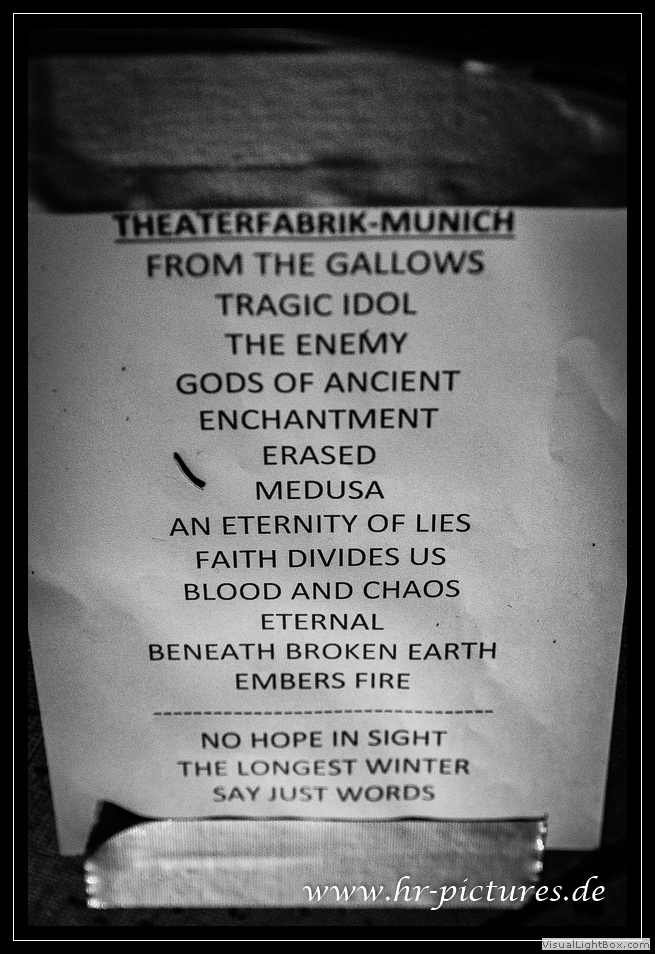 THEATERFABRIK-MUNICH
FROM THE GALLOWS
TRAGIC IDOL
THE ENEMY
GODS OF ANCIENT
ENCHANTMENT
ERASED
MEDUSA
AN ETERNITY OF LIES
FAITH DIVIDES US
BLOOD AND CHAOS
ETERNAL
BENEATH BROKEN EARTH
EMBERS FIRE
---------------------------------
NO HOPE IN SIGHT
THE LONGEST WINTER
SAY JUST WORDS
www.hr-pictures.de
VisualLightBox.com